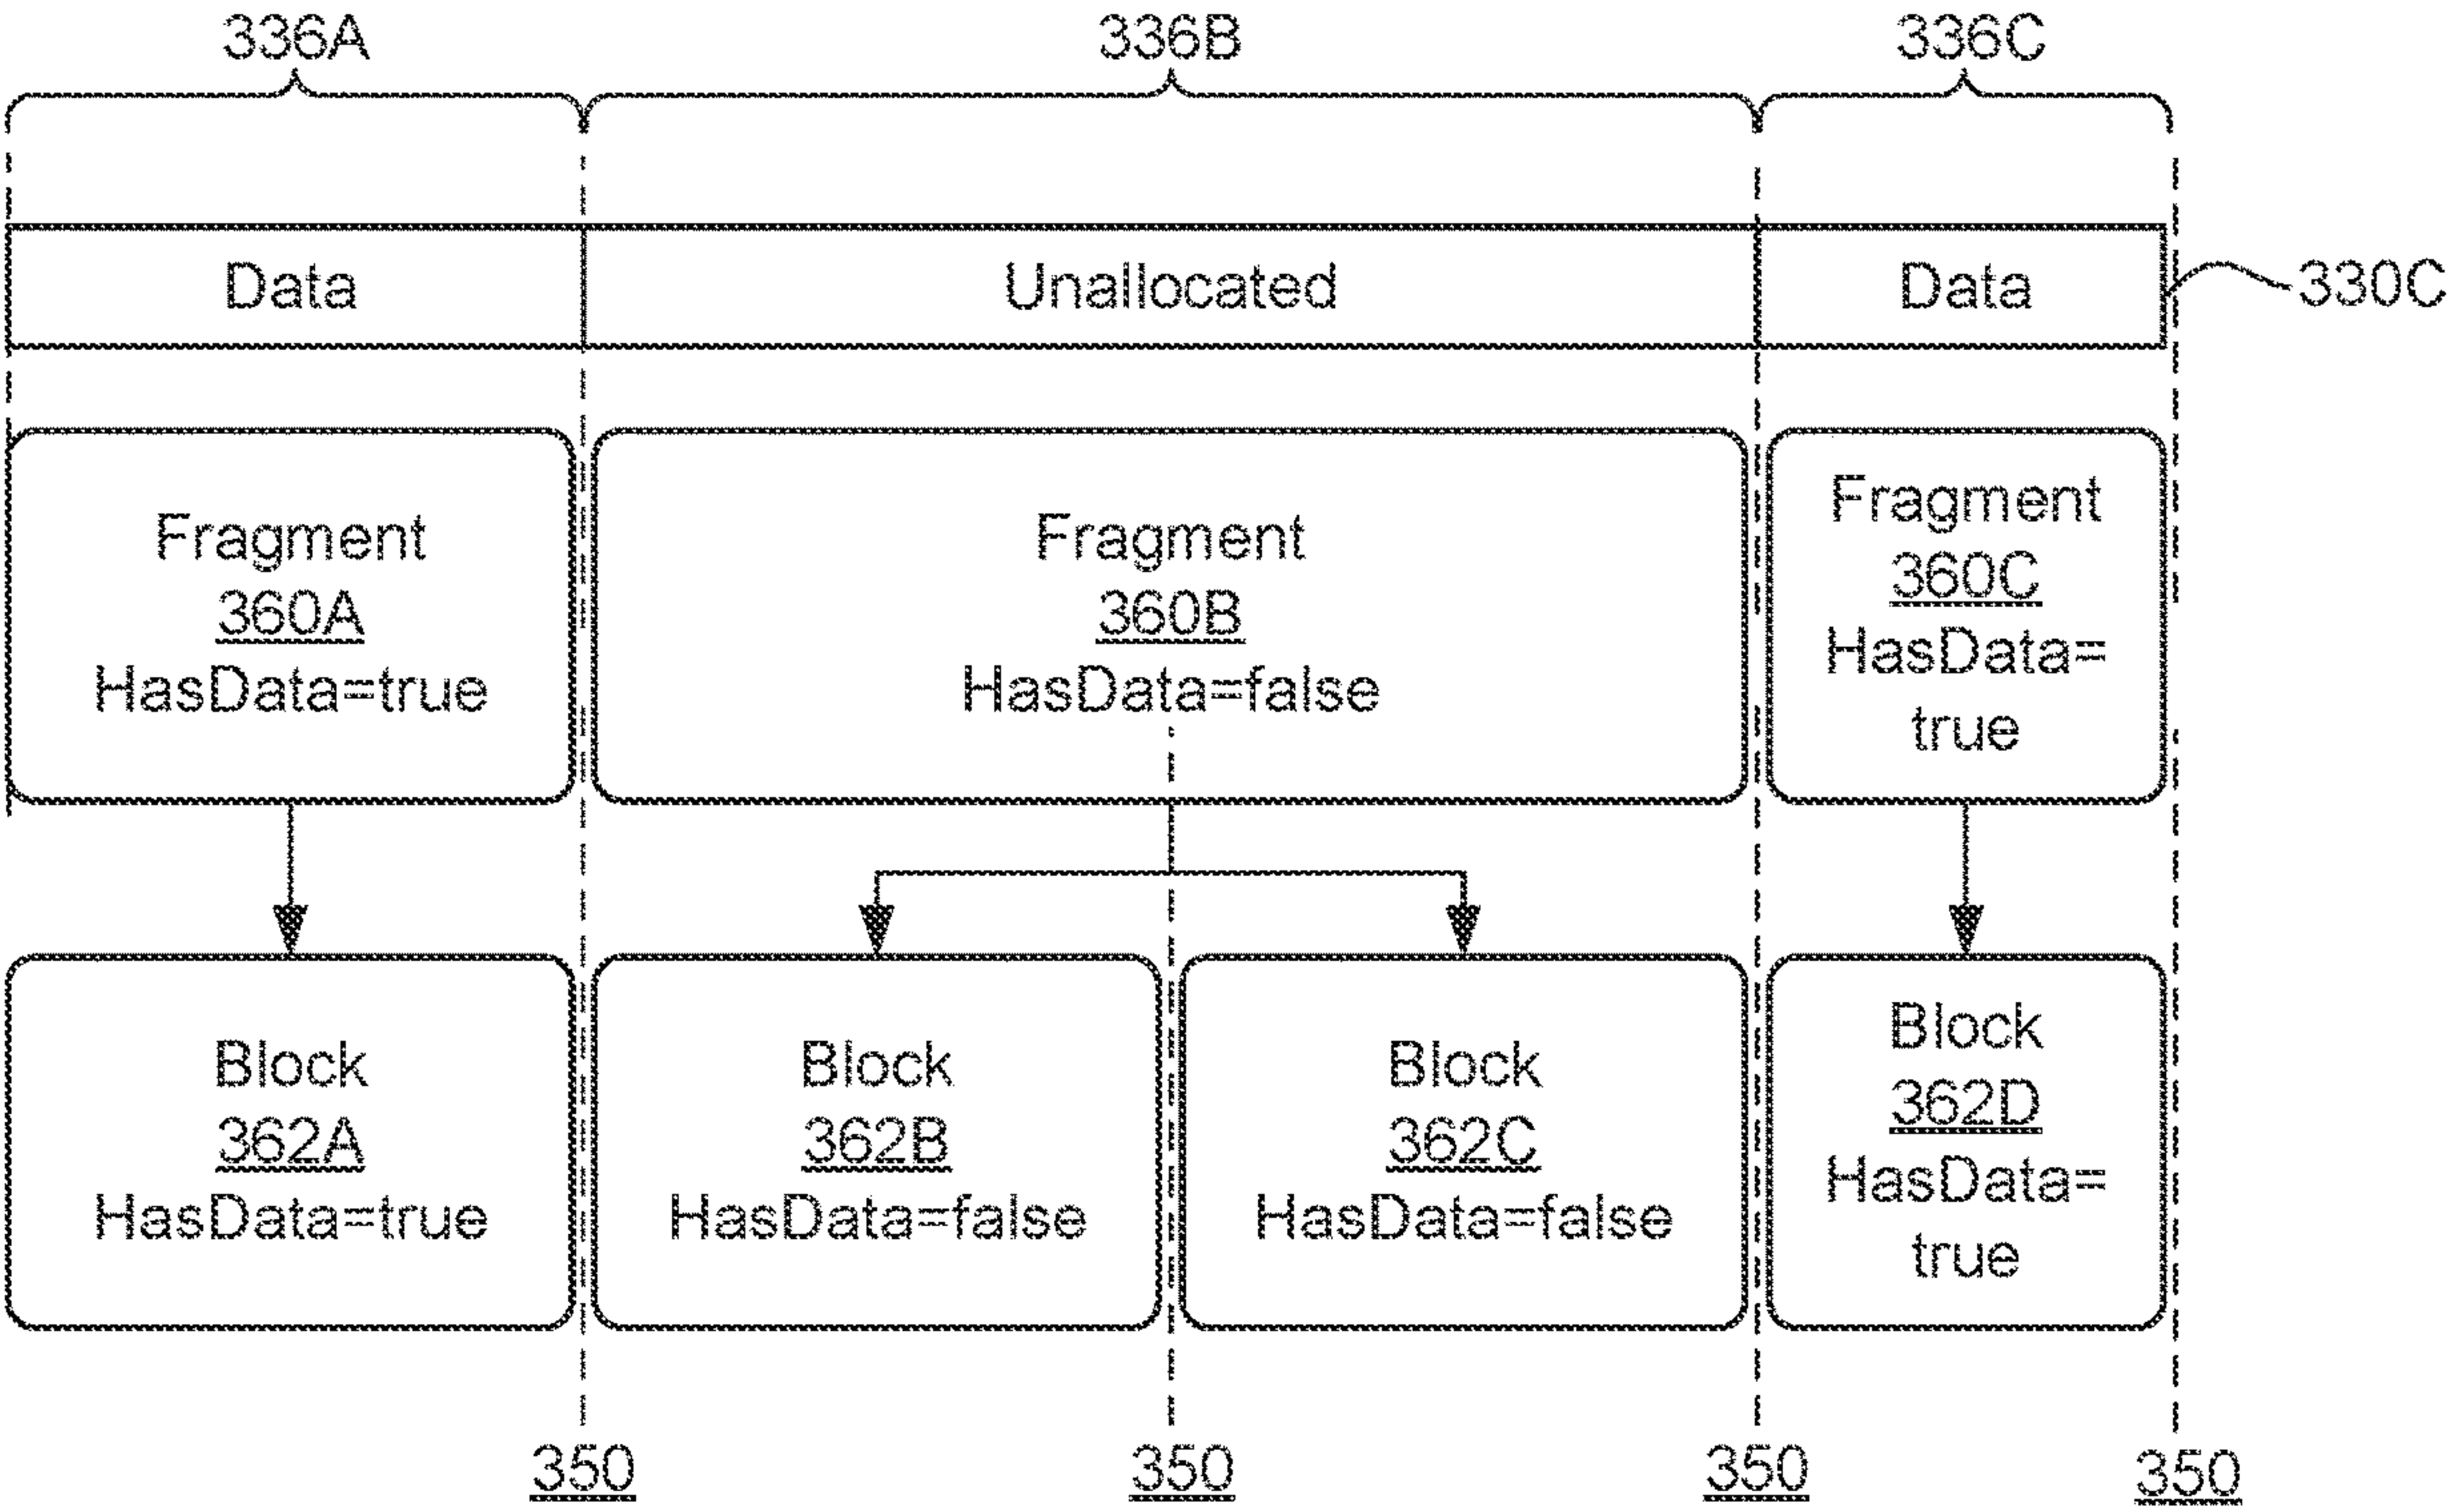 336A 336B 336C
Data Unallocated Data 330C
Fragment
360A
HasData=true
Fragment
360B
HasData=false
Fragment
360C
HasData=
true
Block
362A
HasData=true
Block
362B
HasData=false
Block
362C
HasData=false
Block
362D
HasData=
true
350 350 350 350